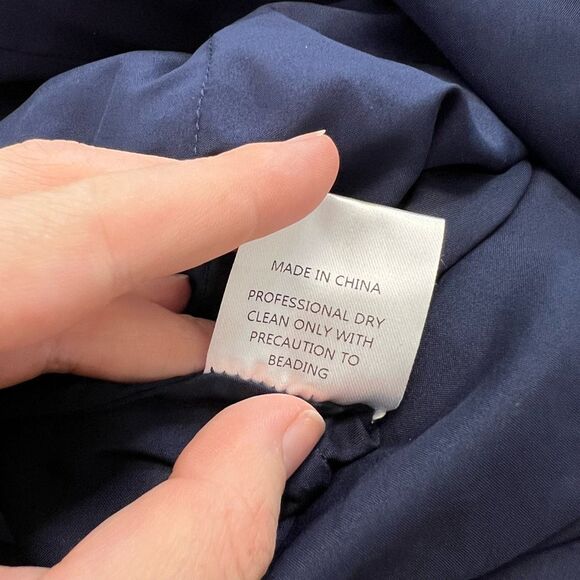 MADE IN CHINA
PROFESSIONAL DRY
CLEAN ONLY WITH
PRECAUTION TO
BEADING